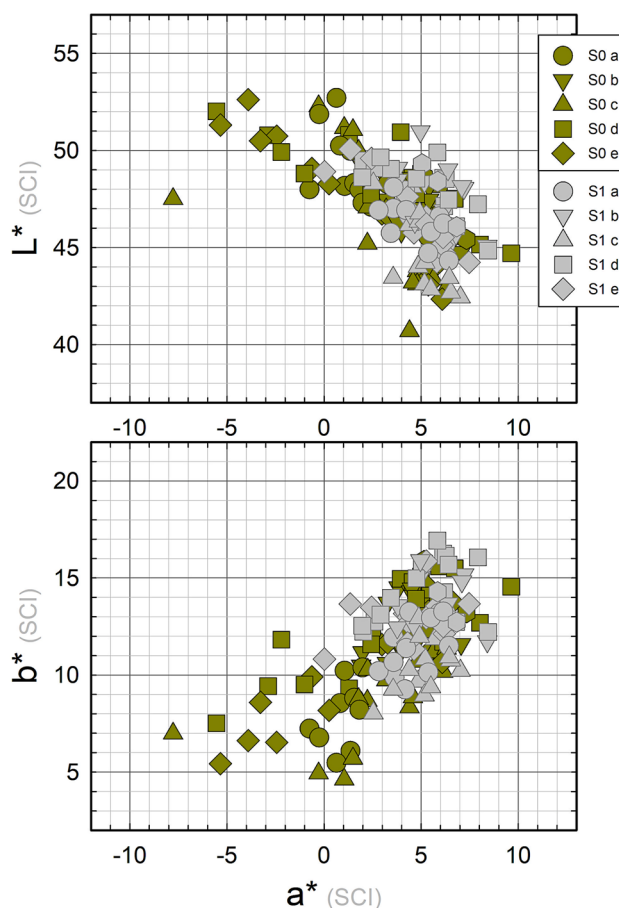 55
50
45
40
L* (SCI)
S0 a
S0 b
S0 c
S0 d
S0 e
S1 a
S1 b
S1 c
S1 d
S1 e
-10 -5 0 5 10
20
15
10
5
b* (SCI)
-10 -5 0 5 10
a* (SCI)